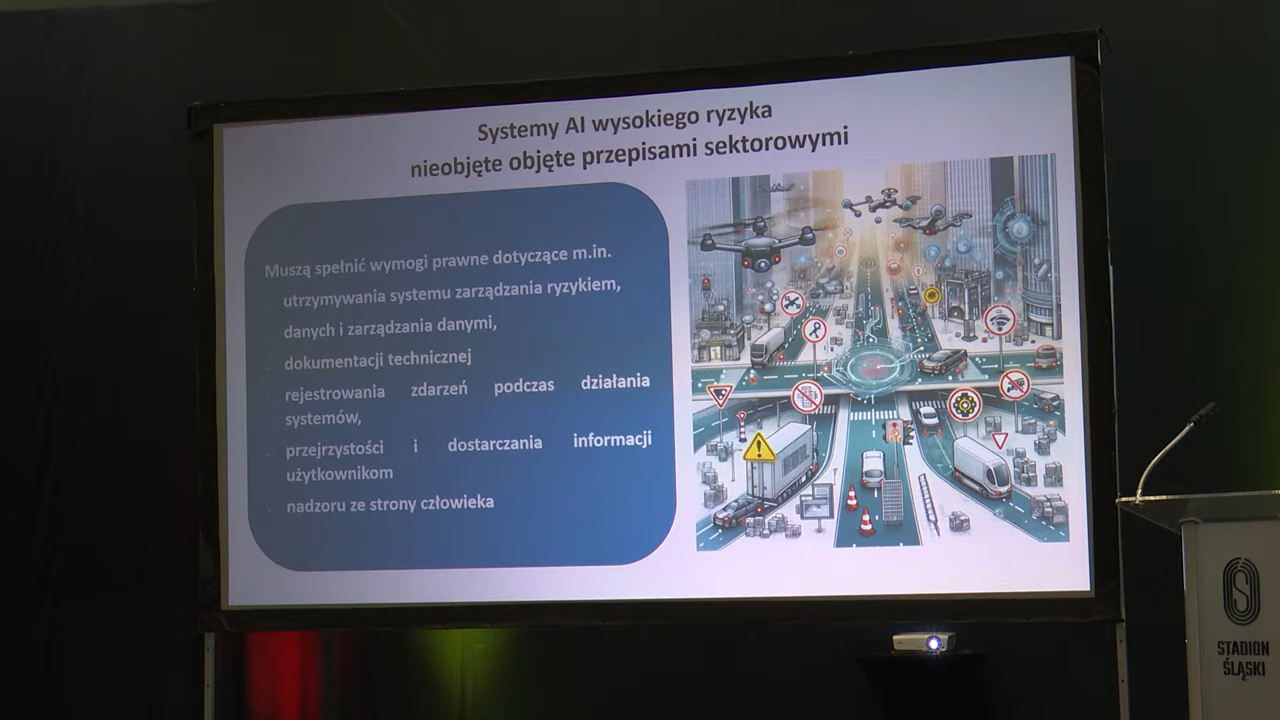 Systemy AI wysokiego ryzyka
nieobjęte objęte przepisami sektorowymi
Muszą spełnić wymogi prawne dotyczące m.in.
utrzymywania systemu zarządzania ryzykiem,
danych i zarządzania danymi,
dokumentacji technicznej
rejestrowania zdarzeń podczas działania
systemów,
przejrzystości i dostarczania informacji
użytkownikom
nadzoru ze strony człowieka
STADION
ŚLĄSKI